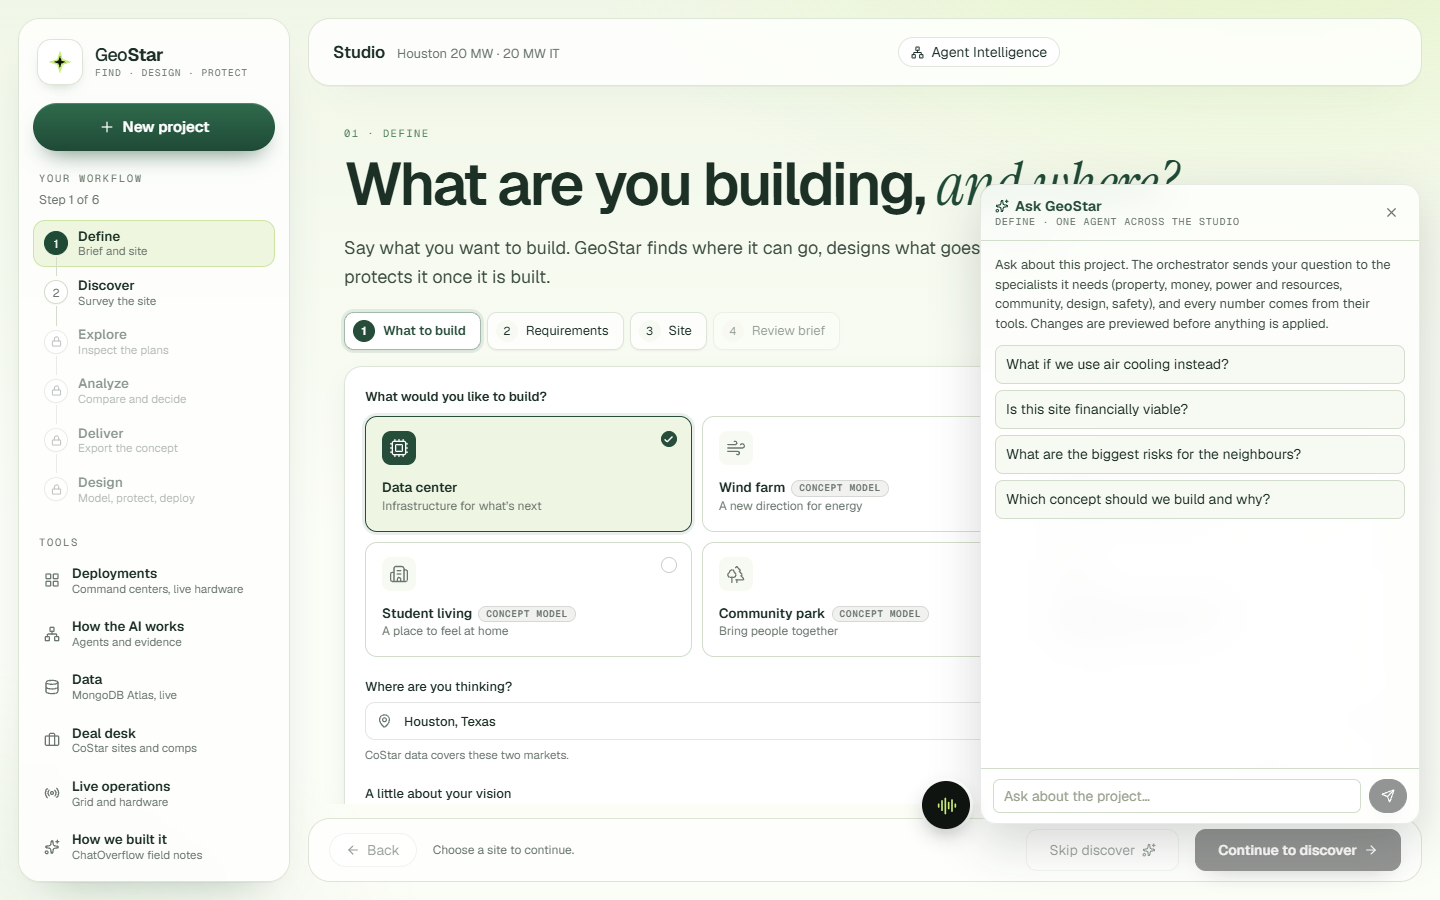 GeoStar
FIND · DESIGN · PROTECT
New project
YOUR WORKFLOW
Step 1 of 6
1
Define
Brief and site
2
Discover
Survey the site
Explore
Inspect the plans
Analyze
Compare and decide
Deliver
Export the concept
Design
Model, protect, deploy
TOOLS
Deployments
Command centers, live hardware
How the AI works
Agents and evidence
Data
MongoDB Atlas, live
Deal desk
CoStar sites and comps
Live operations
Grid and hardware
How we built it
ChatOverflow field notes
Studio Houston 20 MW · 20 MW IT
Agent Intelligence
01 · DEFINE
What are you building, and where?
Say what you want to build. GeoStar finds where it can go, designs what goes
protects it once it is built.
1 What to build
2 Requirements
3 Site
4 Review brief
What would you like to build?
Data center
Infrastructure for what's next
Wind farm CONCEPT MODEL
A new direction for energy
Student living CONCEPT MODEL
A place to feel at home
Community park CONCEPT MODEL
Bring people together
Where are you thinking?
Houston, Texas
CoStar data covers these two markets.
A little about your vision
Ask GeoStar
DEFINE · ONE AGENT ACROSS THE STUDIO
Ask about this project. The orchestrator sends your question to the
specialists it needs (property, money, power and resources,
community, design, safety), and every number comes from their
tools. Changes are previewed before anything is applied.
What if we use air cooling instead?
Is this site financially viable?
What are the biggest risks for the neighbours?
Which concept should we build and why?
Ask about the project...
Back
Choose a site to continue.
Skip discover
Continue to discover